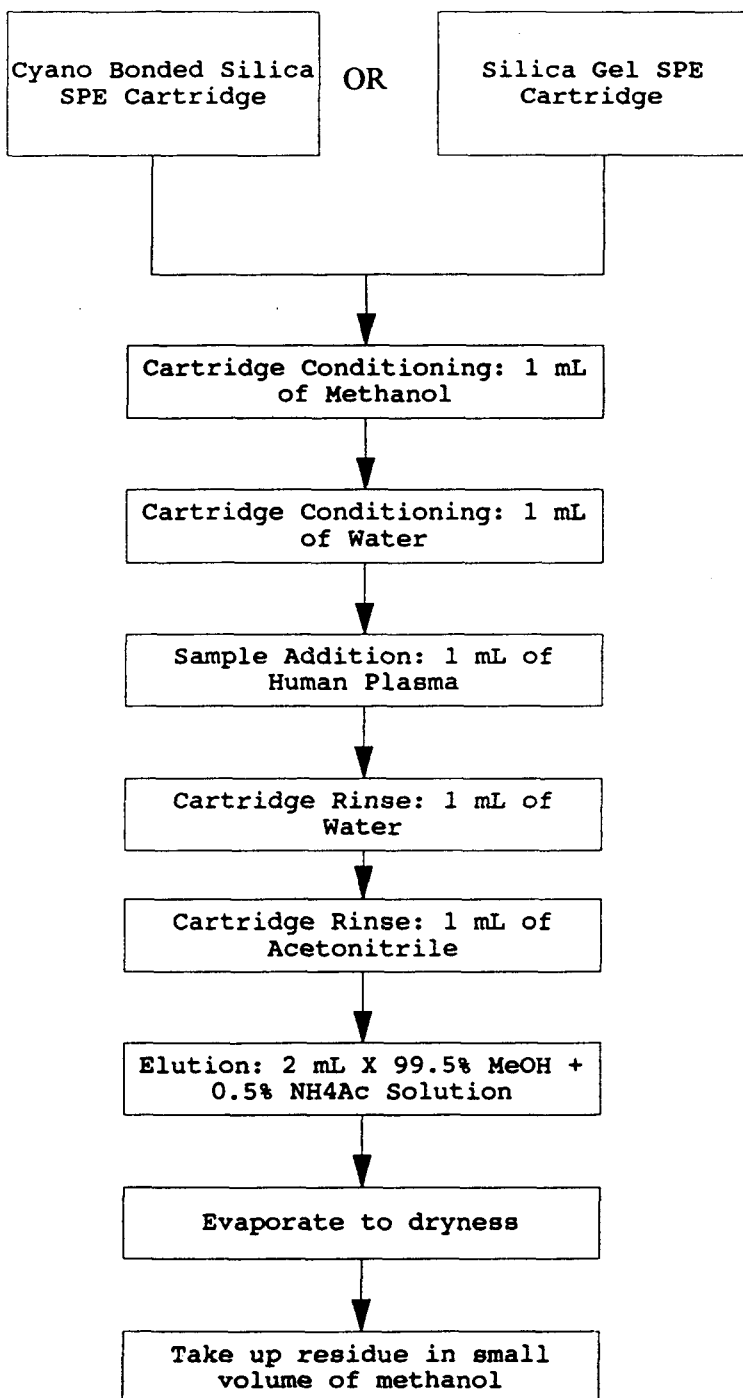 Cyano Bonded Silica
SPE Cartridge
OR
Silica Gel SPE
Cartridge
Cartridge Conditioning: 1 mL
of Methanol
Cartridge Conditioning: 1 mL
of Water
Sample Addition: 1 mL of
Human Plasma
Cartridge Rinse: 1 mL of
Water
Cartridge Rinse: 1 mL of
Acetonitrile
Elution: 2 mL X 99.5% MeOH +
0.5% NH4Ac Solution
Evaporate to dryness
Take up residue in small
volume of methanol